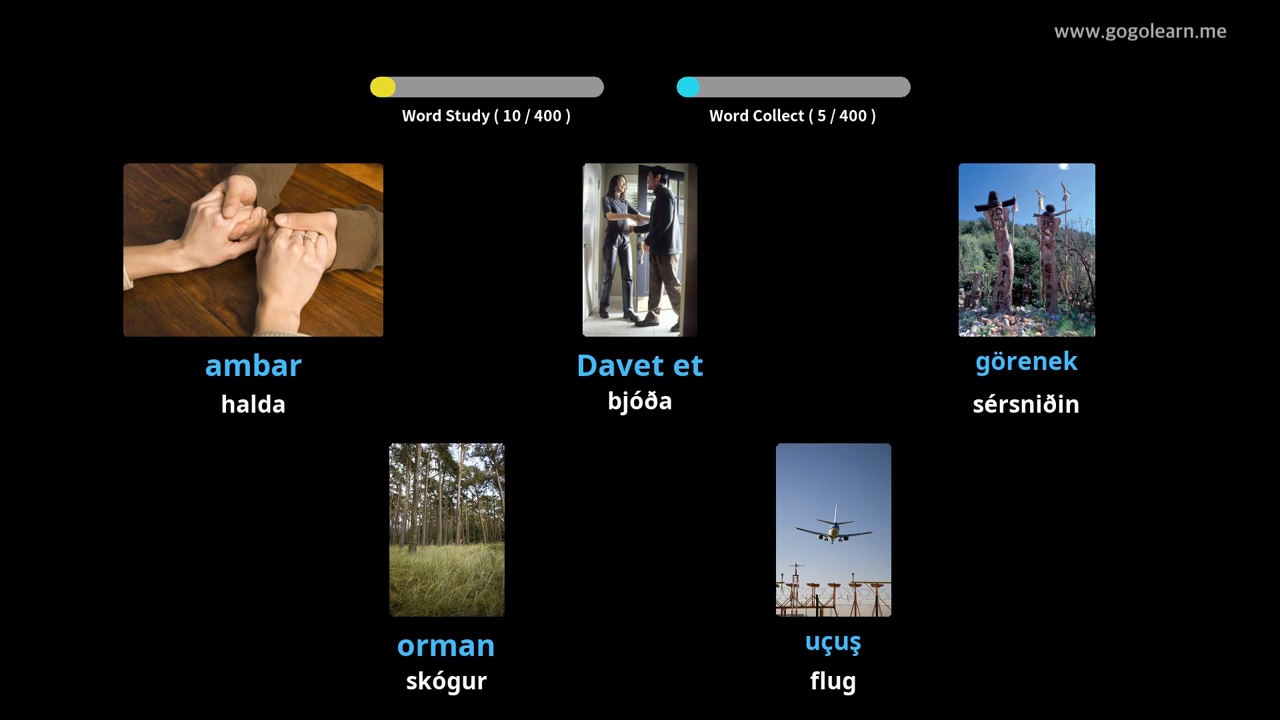 www.gogolearn.me
Word Study ( 10 / 400 )
Word Collect ( 5 / 400 )
ambar
halda
Davet et
bjóða
görenek
sérsniðin
orman
skógur
uçuş
flug